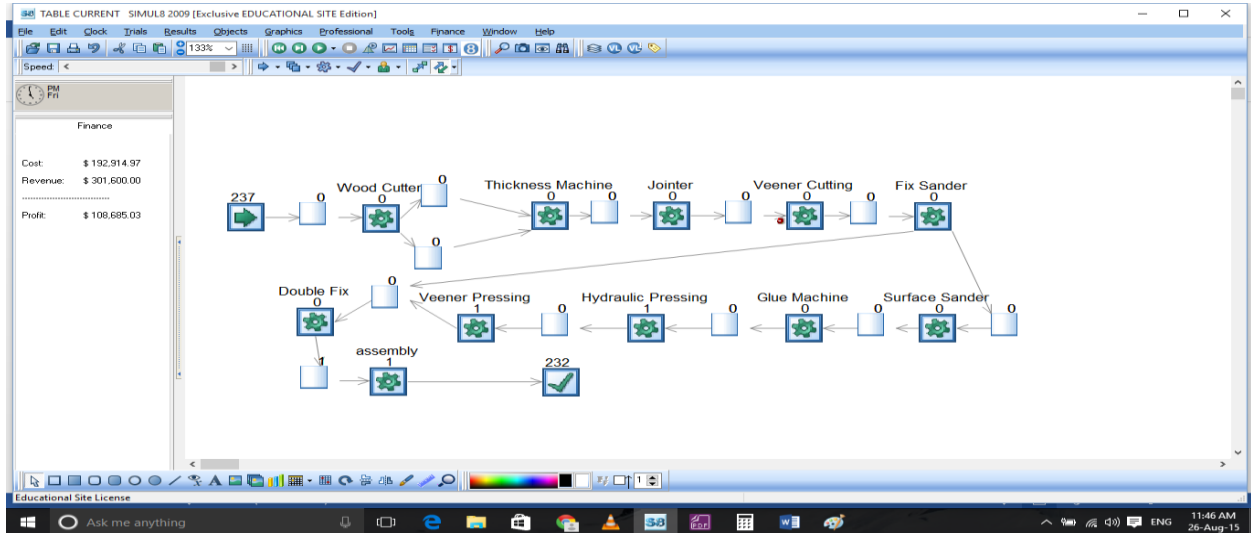 TABLE CURRENT SIMUL8 2009 [Exclusive EDUCATIONAL SITE Edition]
File Edit Clock Trials Results Objects Graphics Professional Tools Finance Window Help
133%
Speed: <
>
PM
Fri
Finance
Cost: $ 192,914.97
Revenue: $ 301,600.00
Profit: $ 108,685.03
237
0
Wood Cutter
0
0
0
Thickness Machine
0
0
Jointer
0
0
Veener Cutting
0
0
Fix Sander
0
Double Fix
0
0
Veener Pressing
1
0
Hydraulic Pressing
1
0
Glue Machine
0
0
Surface Sander
0
0
1
assembly
1
232
1
Educational Site License
Ask me anything
ENG
11:46 AM
26-Aug-15